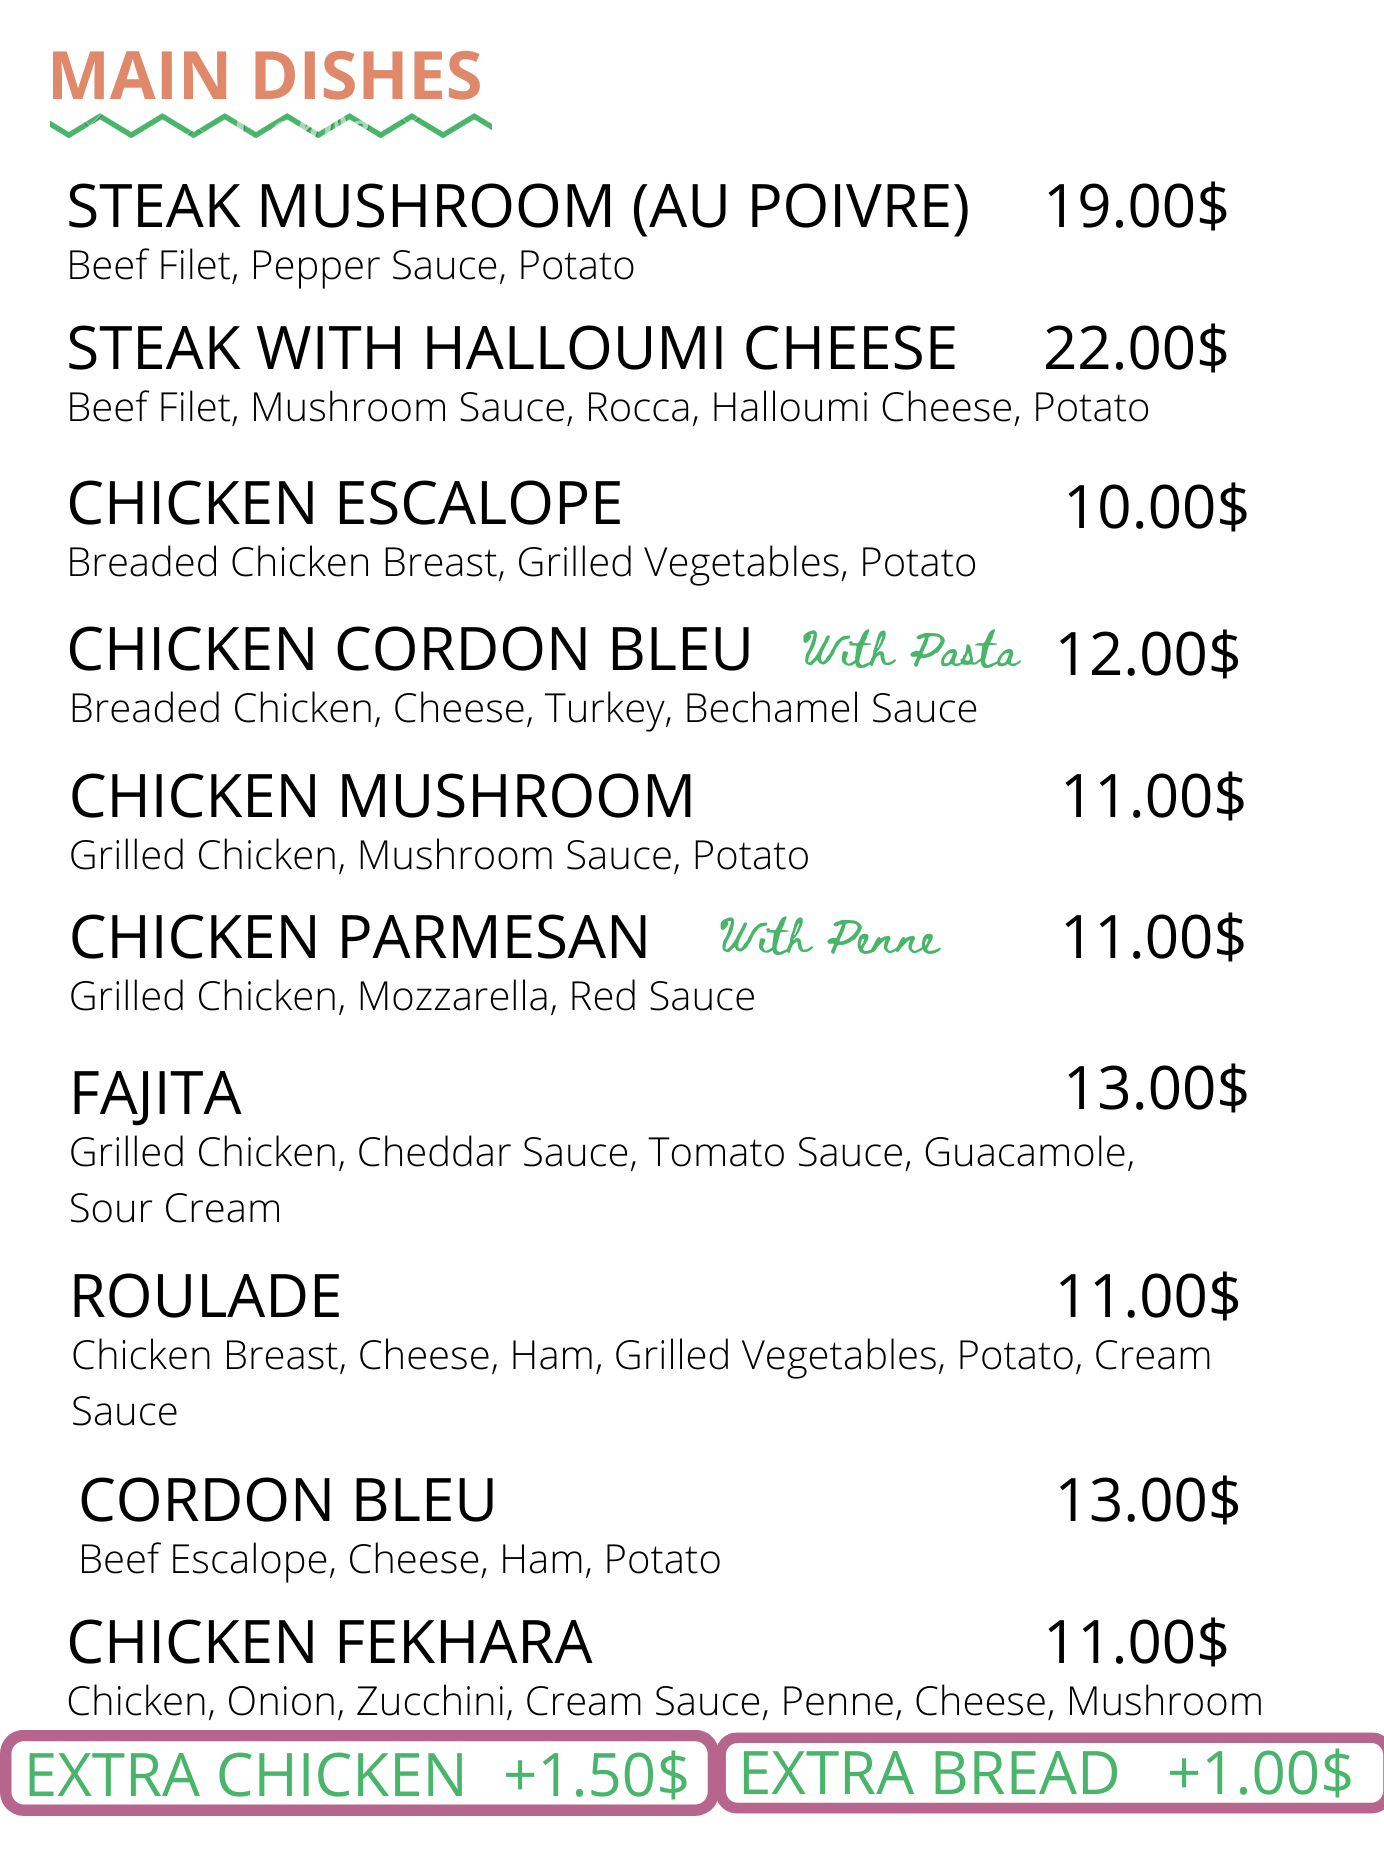 MAIN DISHES
STEAK MUSHROOM (AU POIVRE) 19.00$
Beef Filet, Pepper Sauce, Potato
STEAK WITH HALLOUMI CHEESE 22.00$
Beef Filet, Mushroom Sauce, Rocca, Halloumi Cheese, Potato
CHICKEN ESCALOPE 10.00$
Breaded Chicken Breast, Grilled Vegetables, Potato
CHICKEN CORDON BLEU With Pasta 12.00$
Breaded Chicken, Cheese, Turkey, Bechamel Sauce
CHICKEN MUSHROOM 11.00$
Grilled Chicken, Mushroom Sauce, Potato
CHICKEN PARMESAN With Penne 11.00$
Grilled Chicken, Mozzarella, Red Sauce
FAJITA 13.00$
Grilled Chicken, Cheddar Sauce, Tomato Sauce, Guacamole,
Sour Cream
ROULADE 11.00$
Chicken Breast, Cheese, Ham, Grilled Vegetables, Potato, Cream
Sauce
CORDON BLEU 13.00$
Beef Escalope, Cheese, Ham, Potato
CHICKEN FEKHARA 11.00$
Chicken, Onion, Zucchini, Cream Sauce, Penne, Cheese, Mushroom
EXTRA CHICKEN +1.50$ EXTRA BREAD +1.00$